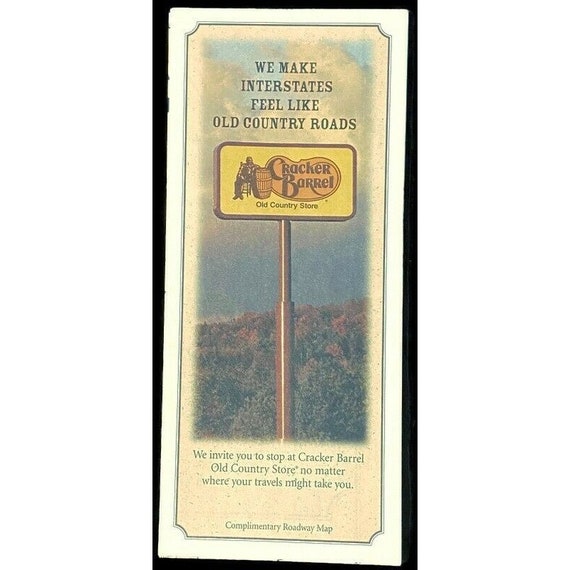 WE MAKE
INTERSTATES
FEEL LIKE
OLD COUNTRY ROADS
Cracker
Barrel
®
Old Country Store
We invite you to stop at Cracker Barrel
Old Country Store® no matter
where your travels might take you.
Complimentary Roadway Map